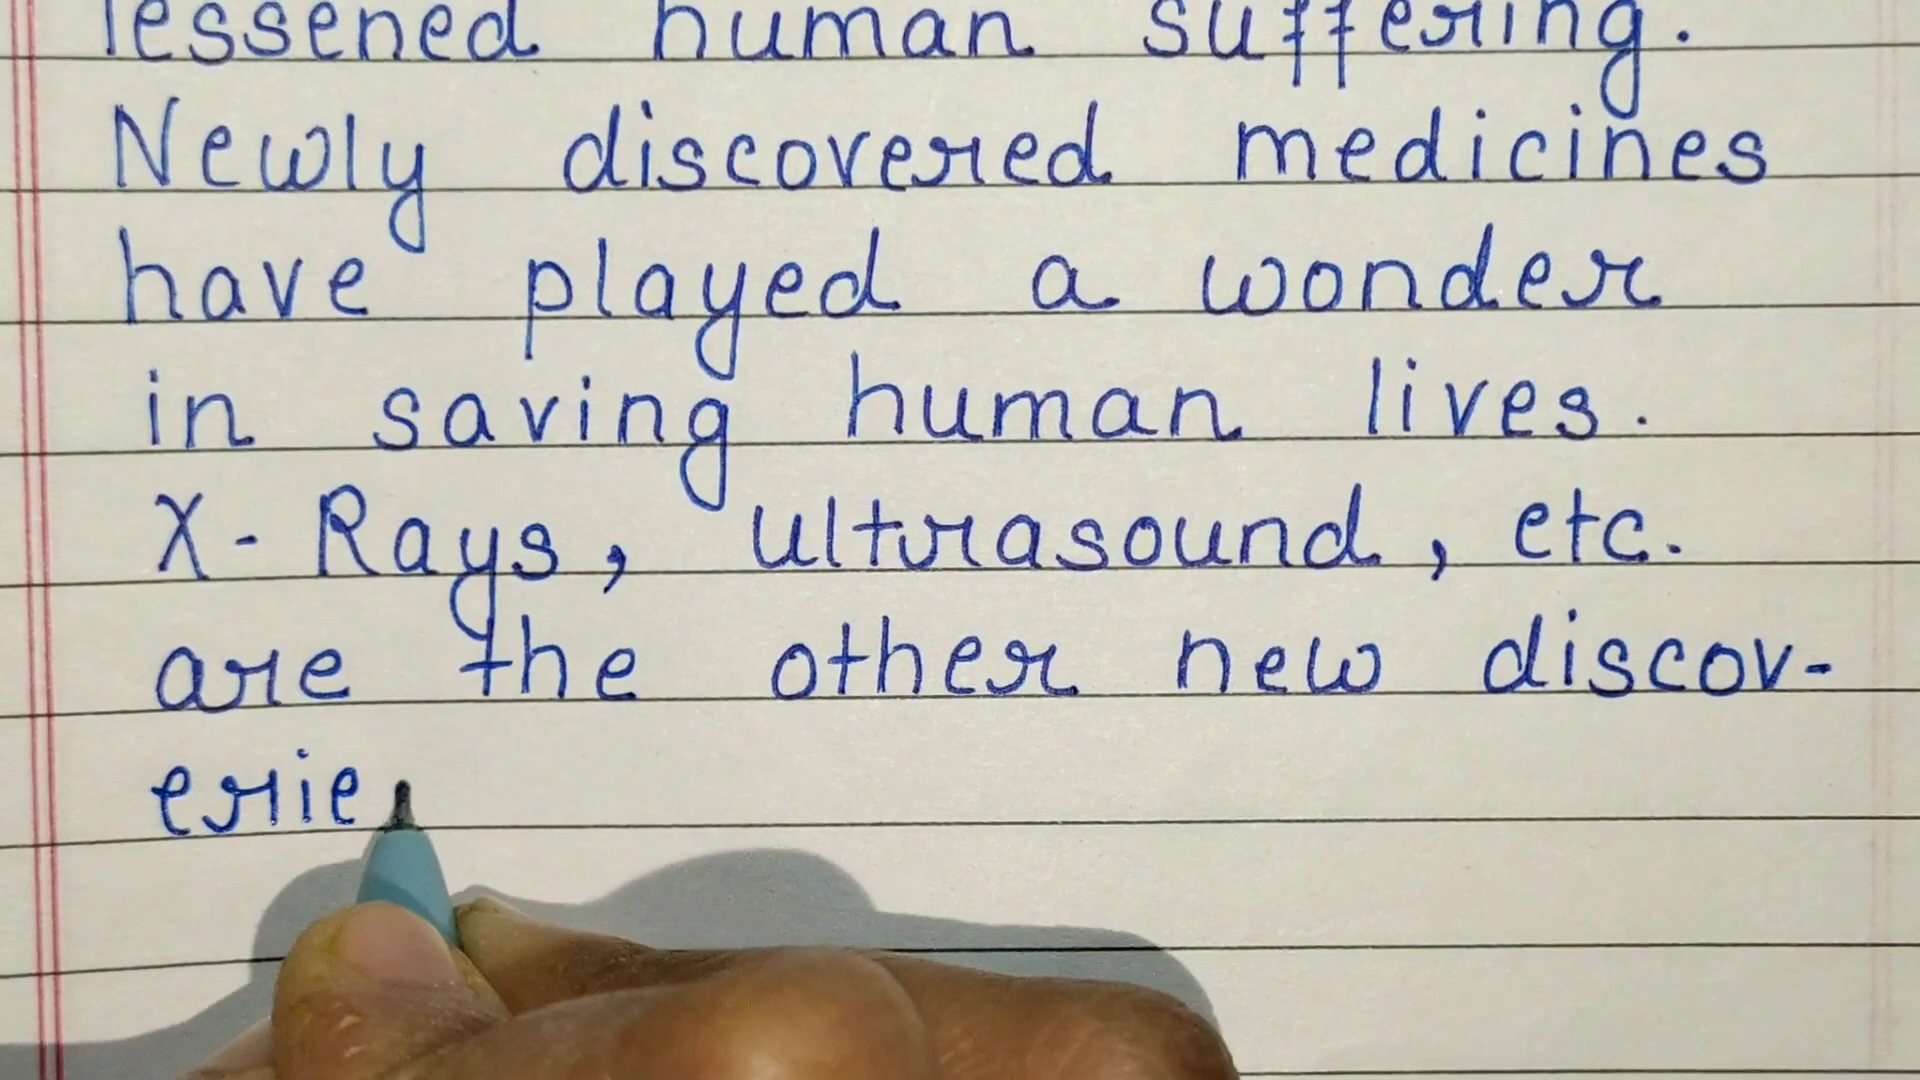 lessened human suffering.
Newly discovered medicines
have played a wonder
in saving human lives.
X-Rays, ultrasound, etc.
are the other new discov-
erie